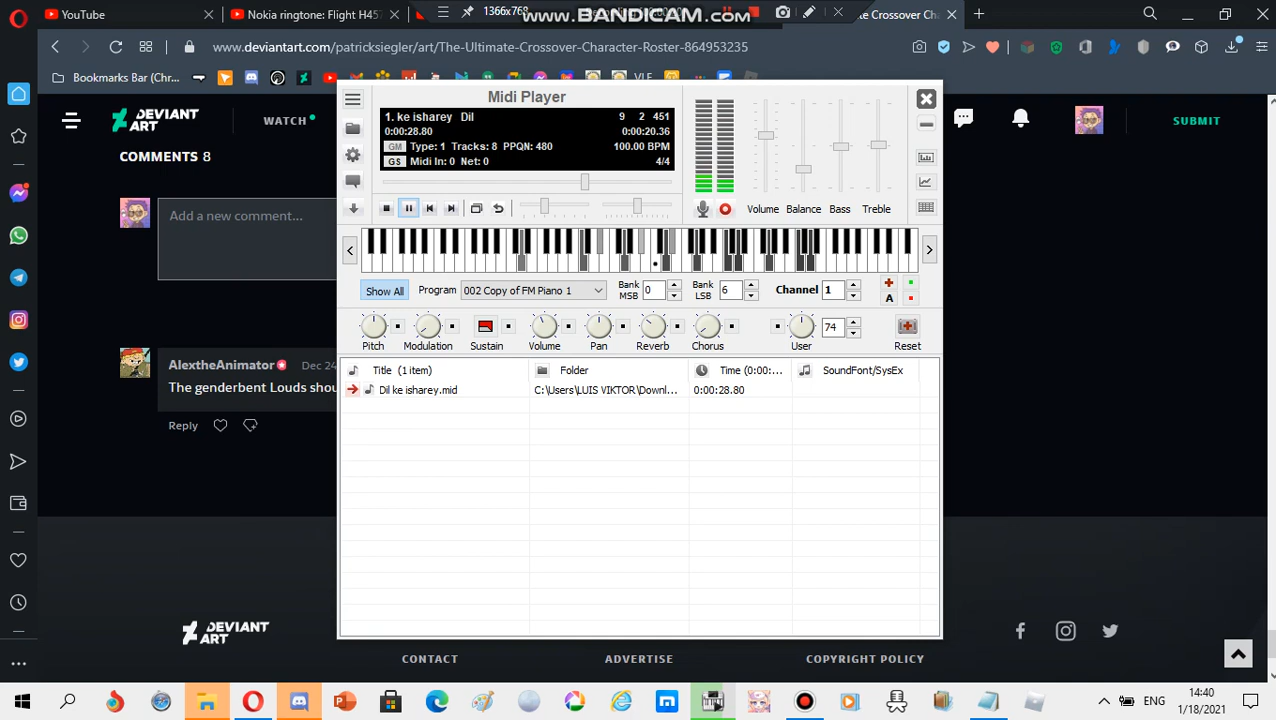 YouTube
Nokia ringtone: Flight H457
1366x768
www.BANDICAM.com
te Crossover Cha
www.deviantart.com/patricksiegler/art/The-Ultimate-Crossover-Character-Roster-864953235
Bookmarks Bar (Chr...
VLF
DEVIANT ART
WATCH
SUBMIT
COMMENTS 8
Add a new comment...
AlextheAnimator
Dec 24
The genderbent Louds shou
Reply
Midi Player
1. ke isharey Dil
9 2 451
0:00:28.80
0:00:20.36
GM Type: 1 Tracks: 8 PPQN: 480
100.00 BPM
GS Midi In: 0 Net: 0
4/4
Volume Balance Bass Treble
Show All
Program
002 Copy of FM Piano 1
Bank MSB
0
Bank LSB
6
Channel
1
A
Pitch Modulation Sustain Volume Pan Reverb Chorus User
74
Reset
Title (1 item)
Folder
Time (0:00:...
SoundFont/SysEx
Dil ke isharey.mid
C:\Users\LUIS VIKTOR\Downl...
0:00:28.80
DEVIANT ART
CONTACT
ADVERTISE
COPYRIGHT POLICY
ENG
14:40
1/18/2021